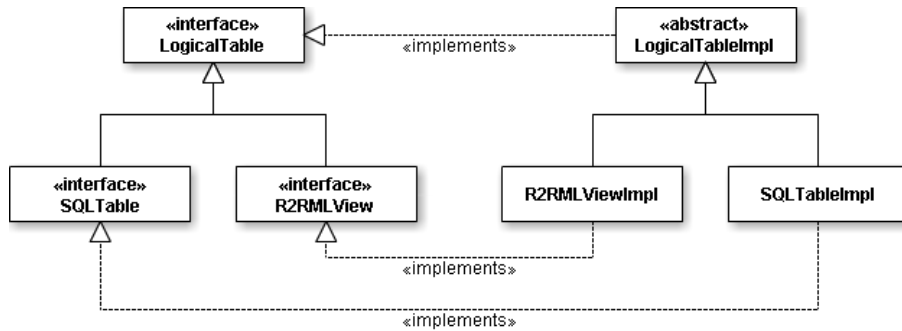 «interface»
LogicalTable
«implements»
«abstract»
LogicalTableImpl
«interface»
SQLTable
«interface»
R2RMLView
R2RMLViewImpl
SQLTableImpl
«implements»
«implements»